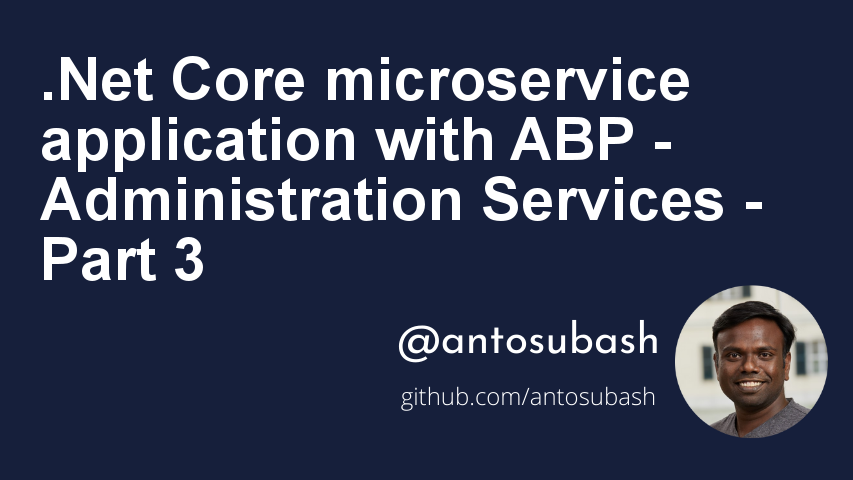 .Net Core microservice
application with ABP -
Administration Services -
Part 3
@antosubash
github.com/antosubash